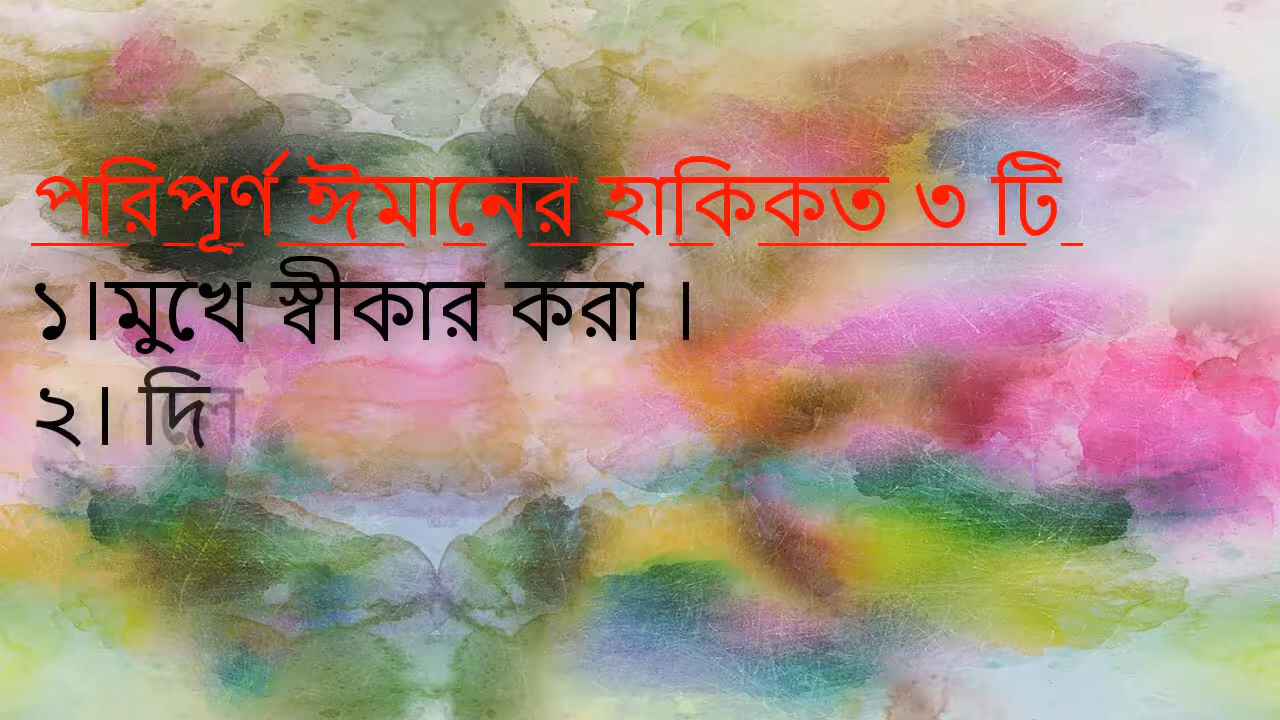 পরিপূর্ণ ঈমানের হাকিকত ৩ টি
১।মুখে স্বীকার করা ।
২। দিল